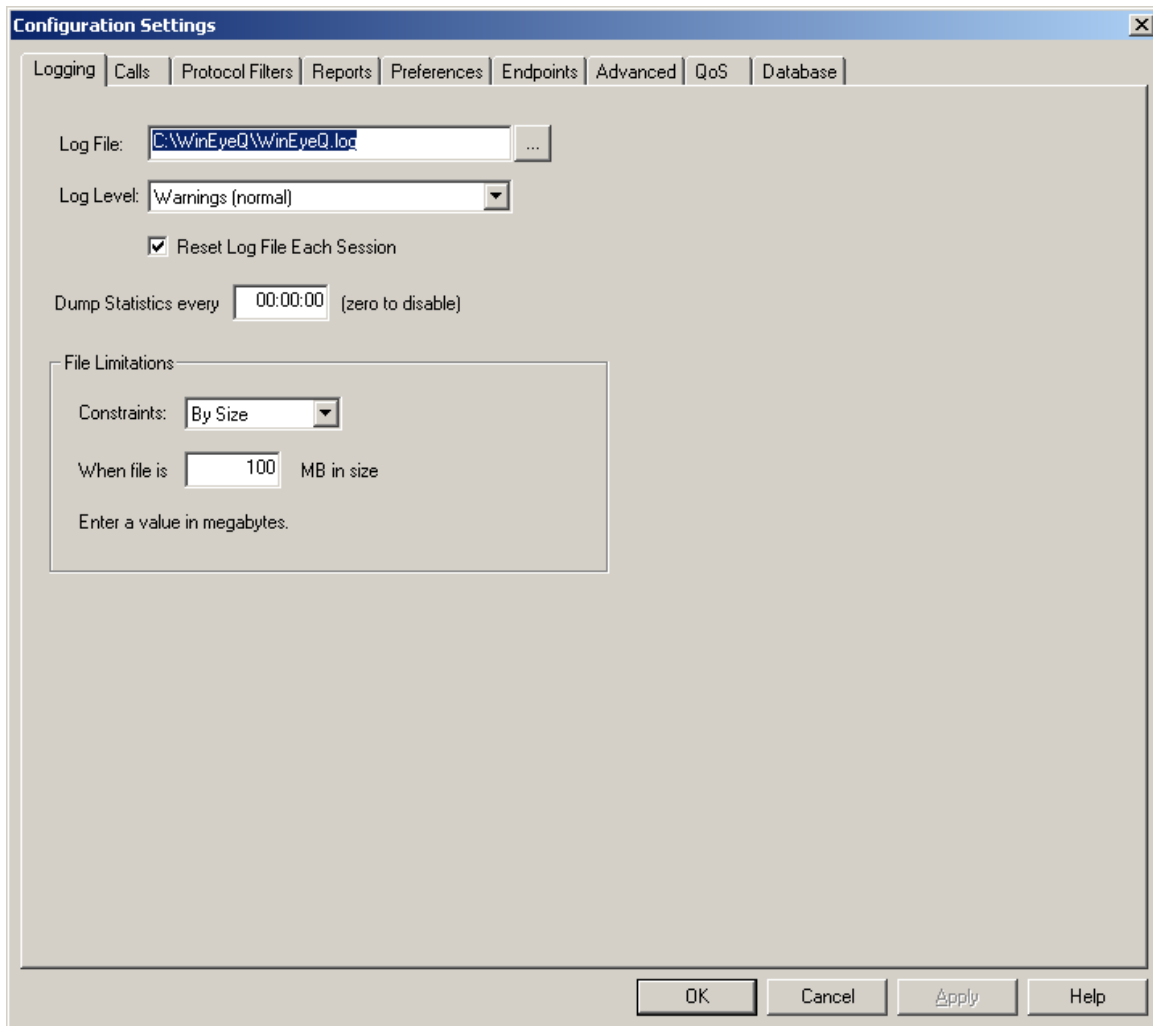 Configuration Settings
Logging Calls Protocol Filters Reports Preferences Endpoints Advanced QoS Database
Log File: C:\WinEyeQ\WinEyeQ.log ...
Log Level: Warnings (normal)
Reset Log File Each Session
Dump Statistics every 00:00:00 (zero to disable)
File Limitations
Constraints: By Size
When file is 100 MB in size
Enter a value in megabytes.
OK Cancel Apply Help